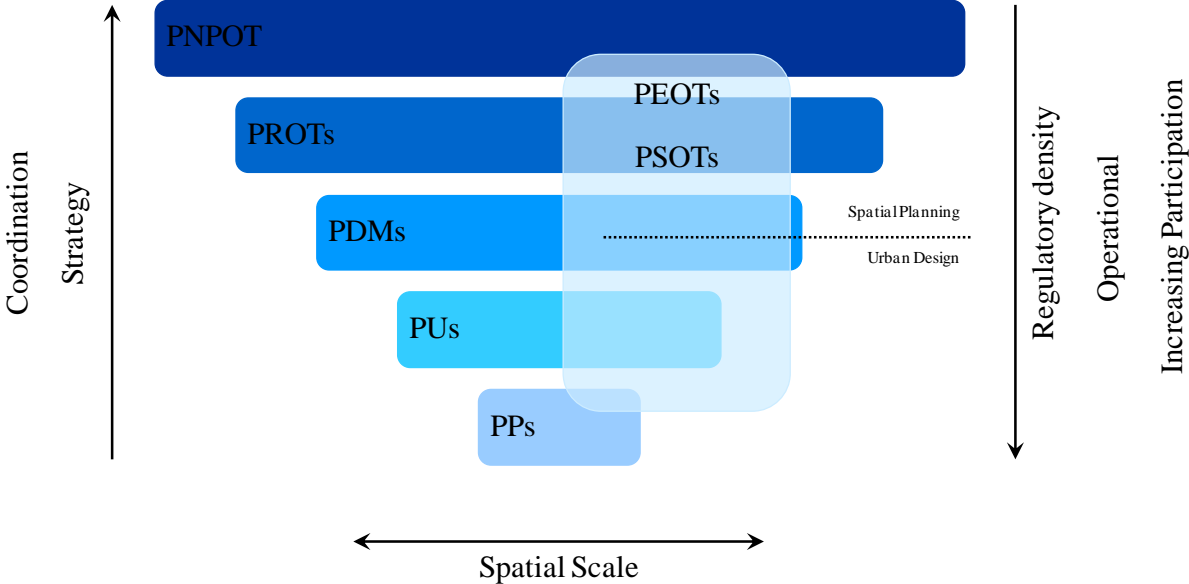 PNPOT
PEOTs
PROTs
PSOTs
PDMs
Spatial Planning
Urban Design
PUs
PPs
Coordination
Strategy
Regulatory density
Operational
Increasing Participation
Spatial Scale